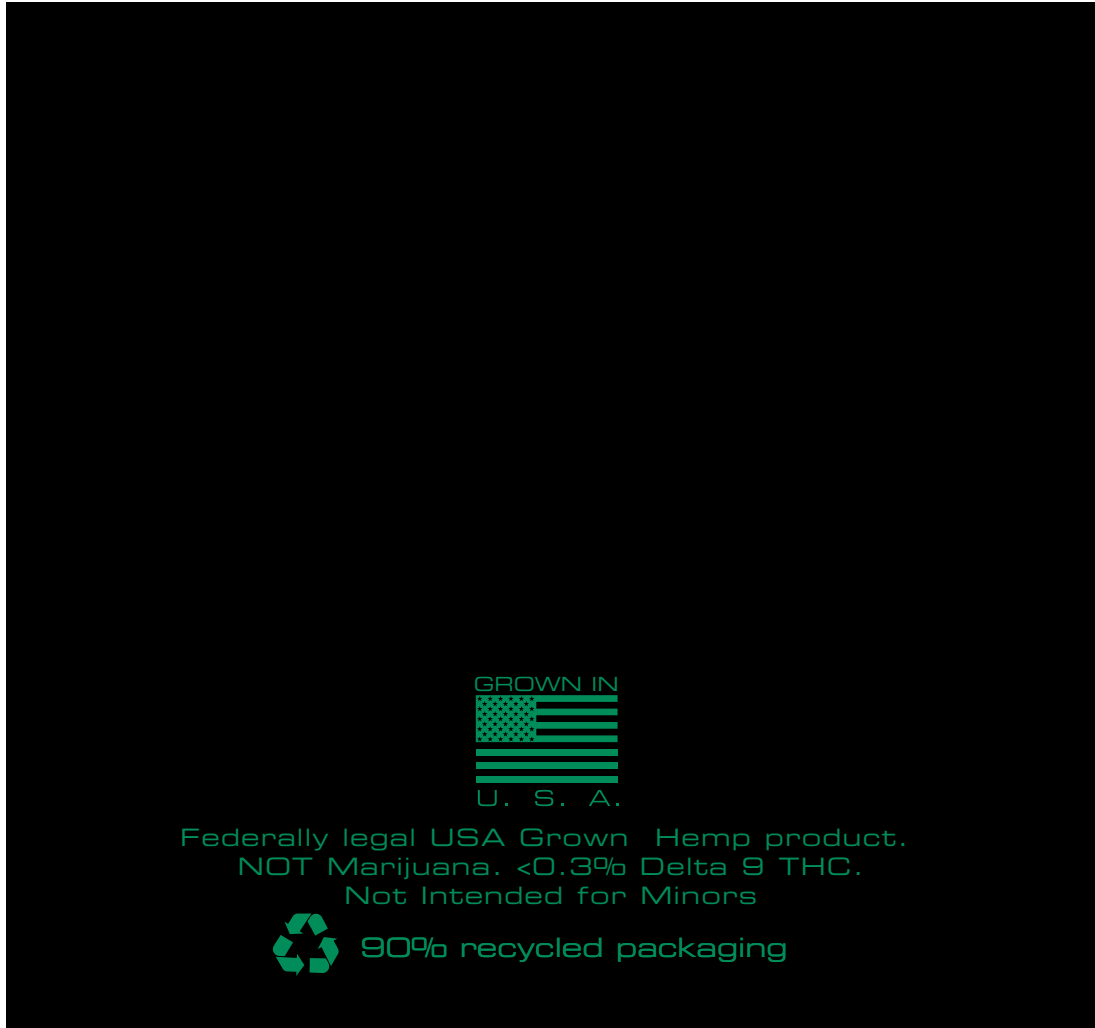 GROWN IN
U. S. A.
Federally legal USA Grown  Hemp product.
NOT Marijuana. <0.3% Delta 9 THC.
Not Intended for Minors
90% recycled packaging